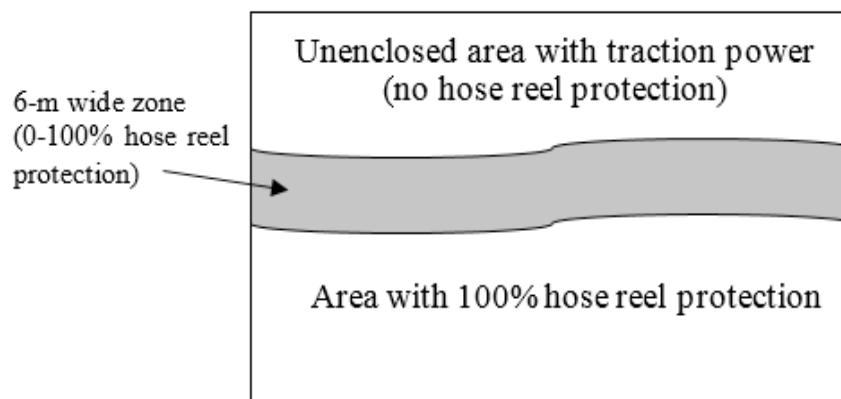 Unenclosed area with traction power
(no hose reel protection)
6-m wide zone
(0-100% hose reel
protection)
Area with 100% hose reel protection